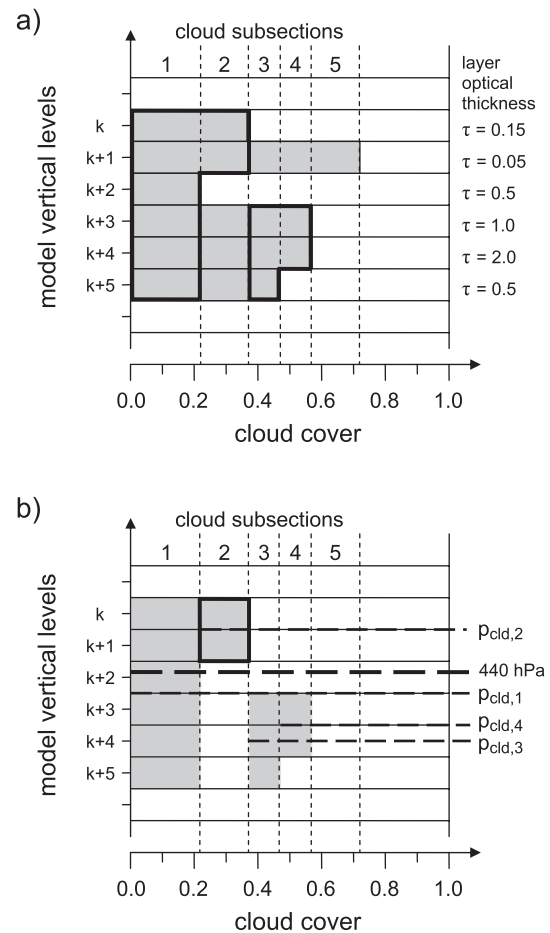 a)
cloud subsections
1 2 3 4 5
layer
optical
thickness
model vertical levels
k τ = 0.15
k+1 τ = 0.05
k+2 τ = 0.5
k+3 τ = 1.0
k+4 τ = 2.0
k+5 τ = 0.5
0.0 0.2 0.4 0.6 0.8 1.0
cloud cover
b)
cloud subsections
1 2 3 4 5
model vertical levels
k
pcld,2
k+1
k+2 440 hPa
pcld,1
k+3
pcld,4
k+4 pcld,3
k+5
0.0 0.2 0.4 0.6 0.8 1.0
cloud cover